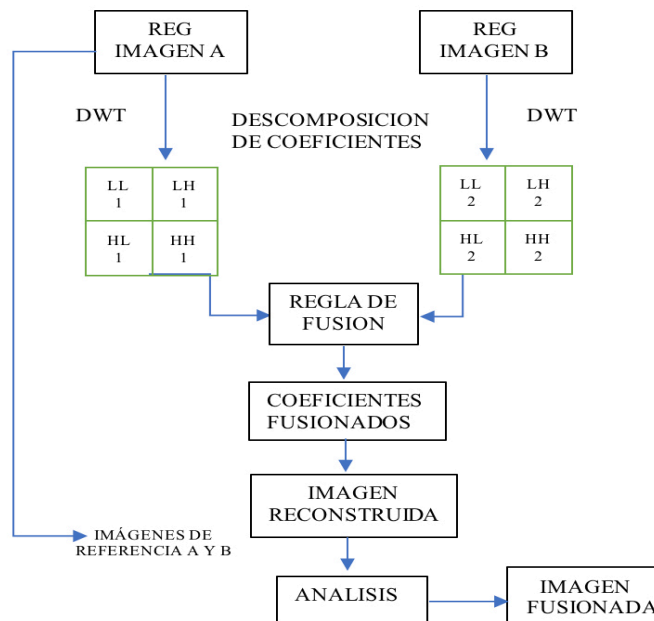 REG
IMAGEN A
REG
IMAGEN B
DWT
DESCOMPOSICION
DE COEFICIENTES
DWT
LL
1
LH
1
HL
1
HH
1
LL
2
LH
2
HL
2
HH
2
REGLA DE
FUSION
COEFICIENTES
FUSIONADOS
IMAGEN
RECONSTRUIDA
IMÁGENES DE
REFERENCIA A Y B
ANALISIS
IMAGEN
FUSIONADA